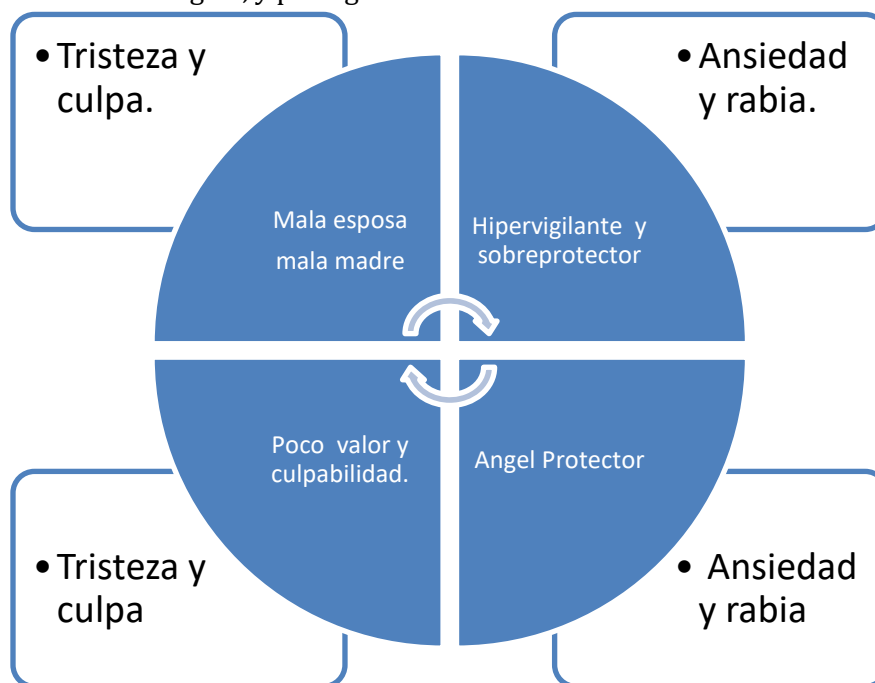 • Tristeza y
culpa.
• Ansiedad
y rabia.
Mala esposa
mala madre
Hipervigilante y
sobreprotector
Poco valor y
culpabilidad.
Angel Protector
• Tristeza y
culpa
• Ansiedad
y rabia